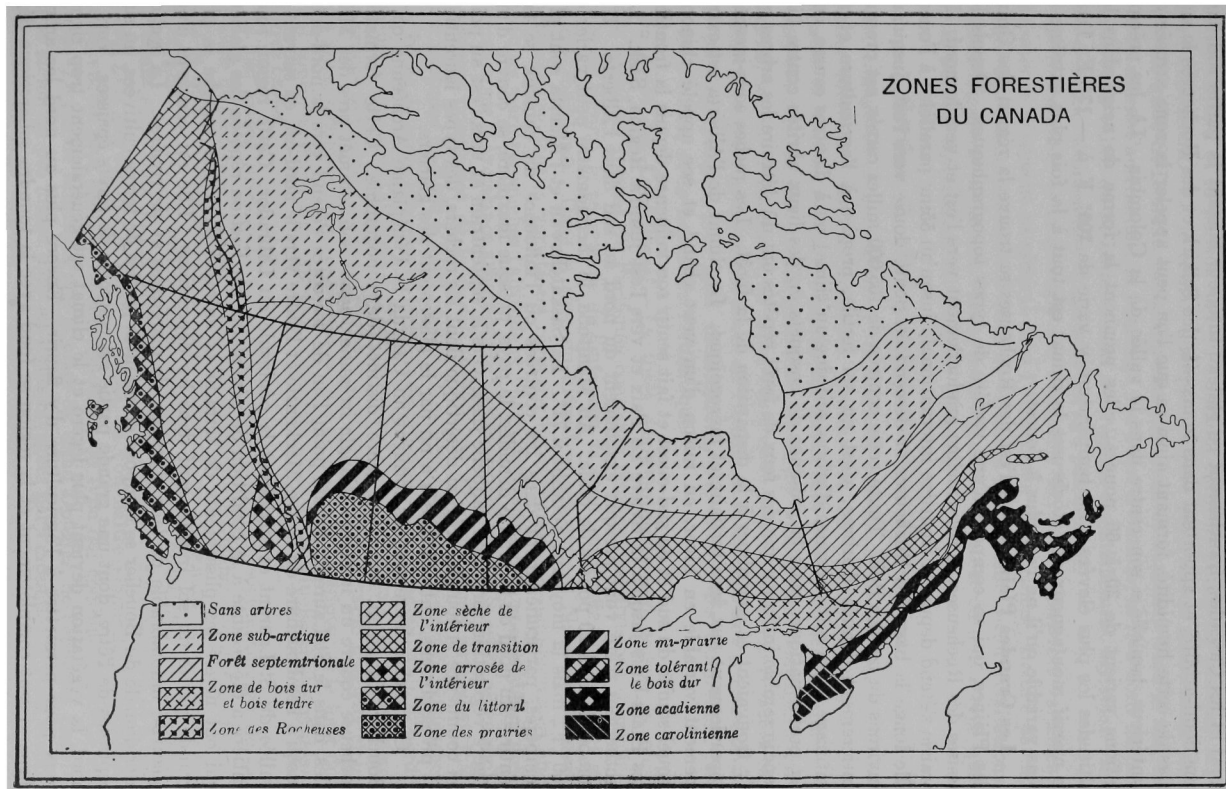 ZONES FORESTIÈRES
DU CANADA
Sans arbres
Zone sub-arctique
Forêt septemtrionale
Zone de bois dur
et bois tendre
Zone des Rocheuses
Zone sèche de
l'intérieur
Zone de transition
Zone arrosée de
l'intérieur
Zone du littoral
Zone des prairies
Zone mi-prairie
Zone tolérant
le bois dur
Zone acadienne
Zone carolinienne